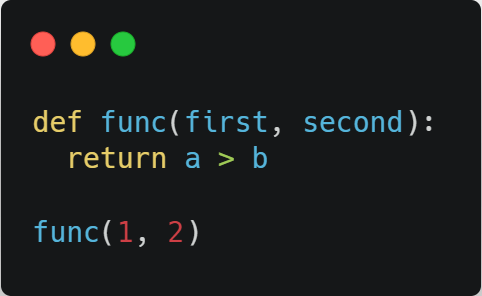 def func(first, second):
  return a > b

func(1, 2)